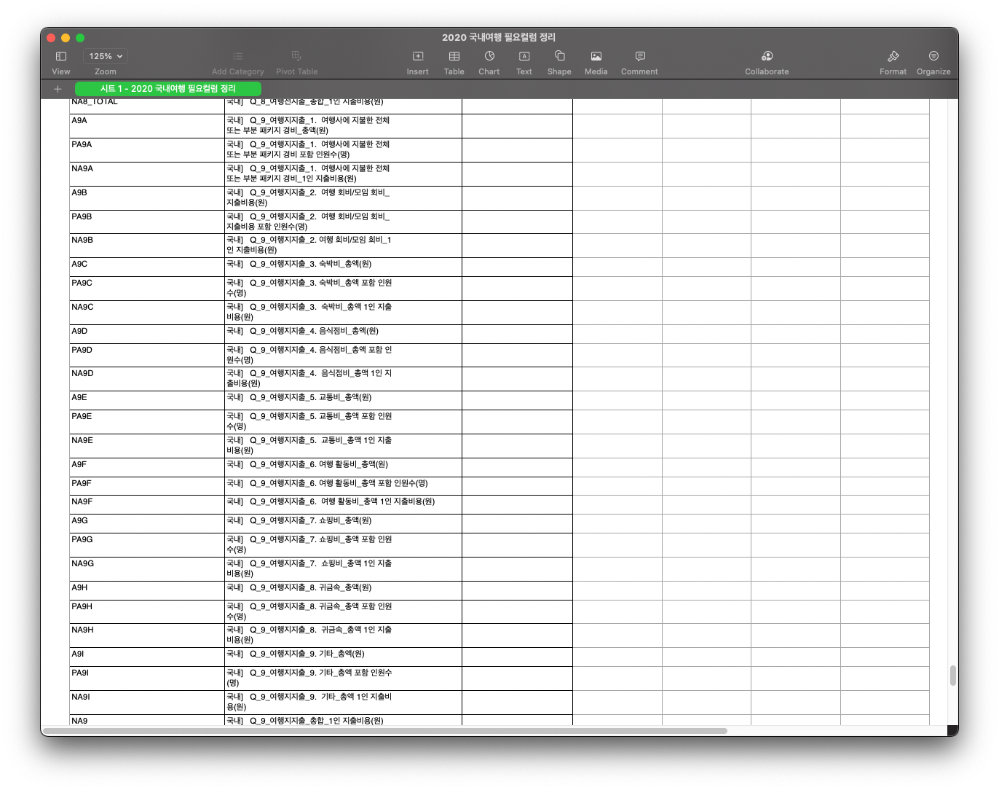 2020 국내여행 필요컬럼 정리
125%
View
Zoom
Add Category
Pivot Table
Insert
Table
Chart
Text
Shape
Media
Comment
Collaborate
Format
Organize
시트 1 - 2020 국내여행 필요컬럼 정리
NA8_TOTAL
국내] Q_8_여행전지출_총합_1인 지출비용(원)
A9A
국내] Q_9_여행지지출_1. 여행사에 지불한 전체
또는 부분 패키지 경비_총액(원)
PA9A
국내] Q_9_여행지지출_1. 여행사에 지불한 전체
또는 부분 패키지 경비 포함 인원수(명)
NA9A
국내] Q_9_여행지지출_1. 여행사에 지불한 전체
또는 부분 패키지 경비_1인 지출비용(원)
A9B
국내] Q_9_여행지지출_2. 여행 회비/모임 회비_
지출비용(원)
PA9B
국내] Q_9_여행지지출_2. 여행 회비/모임 회비_
지출비용 포함 인원수(명)
NA9B
국내] Q_9_여행지지출_2. 여행 회비/모임 회비_1
인 지출비용(원)
A9C
국내] Q_9_여행지지출_3. 숙박비_총액(원)
PA9C
국내] Q_9_여행지지출_3. 숙박비_총액 포함 인원
수(명)
NA9C
국내] Q_9_여행지지출_3. 숙박비_총액 1인 지출
비용(원)
A9D
국내] Q_9_여행지지출_4. 음식점비_총액(원)
PA9D
국내] Q_9_여행지지출_4. 음식점비_총액 포함 인
원수(명)
NA9D
국내] Q_9_여행지지출_4. 음식점비_총액 1인 지
출비용(원)
A9E
국내] Q_9_여행지지출_5. 교통비_총액(원)
PA9E
국내] Q_9_여행지지출_5. 교통비_총액 포함 인원
수(명)
NA9E
국내] Q_9_여행지지출_5. 교통비_총액 1인 지출
비용(원)
A9F
국내] Q_9_여행지지출_6. 여행 활동비_총액(원)
PA9F
국내] Q_9_여행지지출_6. 여행 활동비_총액 포함 인원수(명)
NA9F
국내] Q_9_여행지지출_6. 여행 활동비_총액 1인 지출비용(원)
A9G
국내] Q_9_여행지지출_7. 쇼핑비_총액(원)
PA9G
국내] Q_9_여행지지출_7. 쇼핑비_총액 포함 인원
수(명)
NA9G
국내] Q_9_여행지지출_7. 쇼핑비_총액 1인 지출
비용(원)
A9H
국내] Q_9_여행지지출_8. 귀금속_총액(원)
PA9H
국내] Q_9_여행지지출_8. 귀금속_총액 포함 인원
수(명)
NA9H
국내] Q_9_여행지지출_8. 귀금속_총액 1인 지출
비용(원)
A9I
국내] Q_9_여행지지출_9. 기타_총액(원)
PA9I
국내] Q_9_여행지지출_9. 기타_총액 포함 인원수
(명)
NA9I
국내] Q_9_여행지지출_9. 기타_총액 1인 지출비
용(원)
NA9
국내] Q_9_여행지지출_총합_1인 지출비용(원)